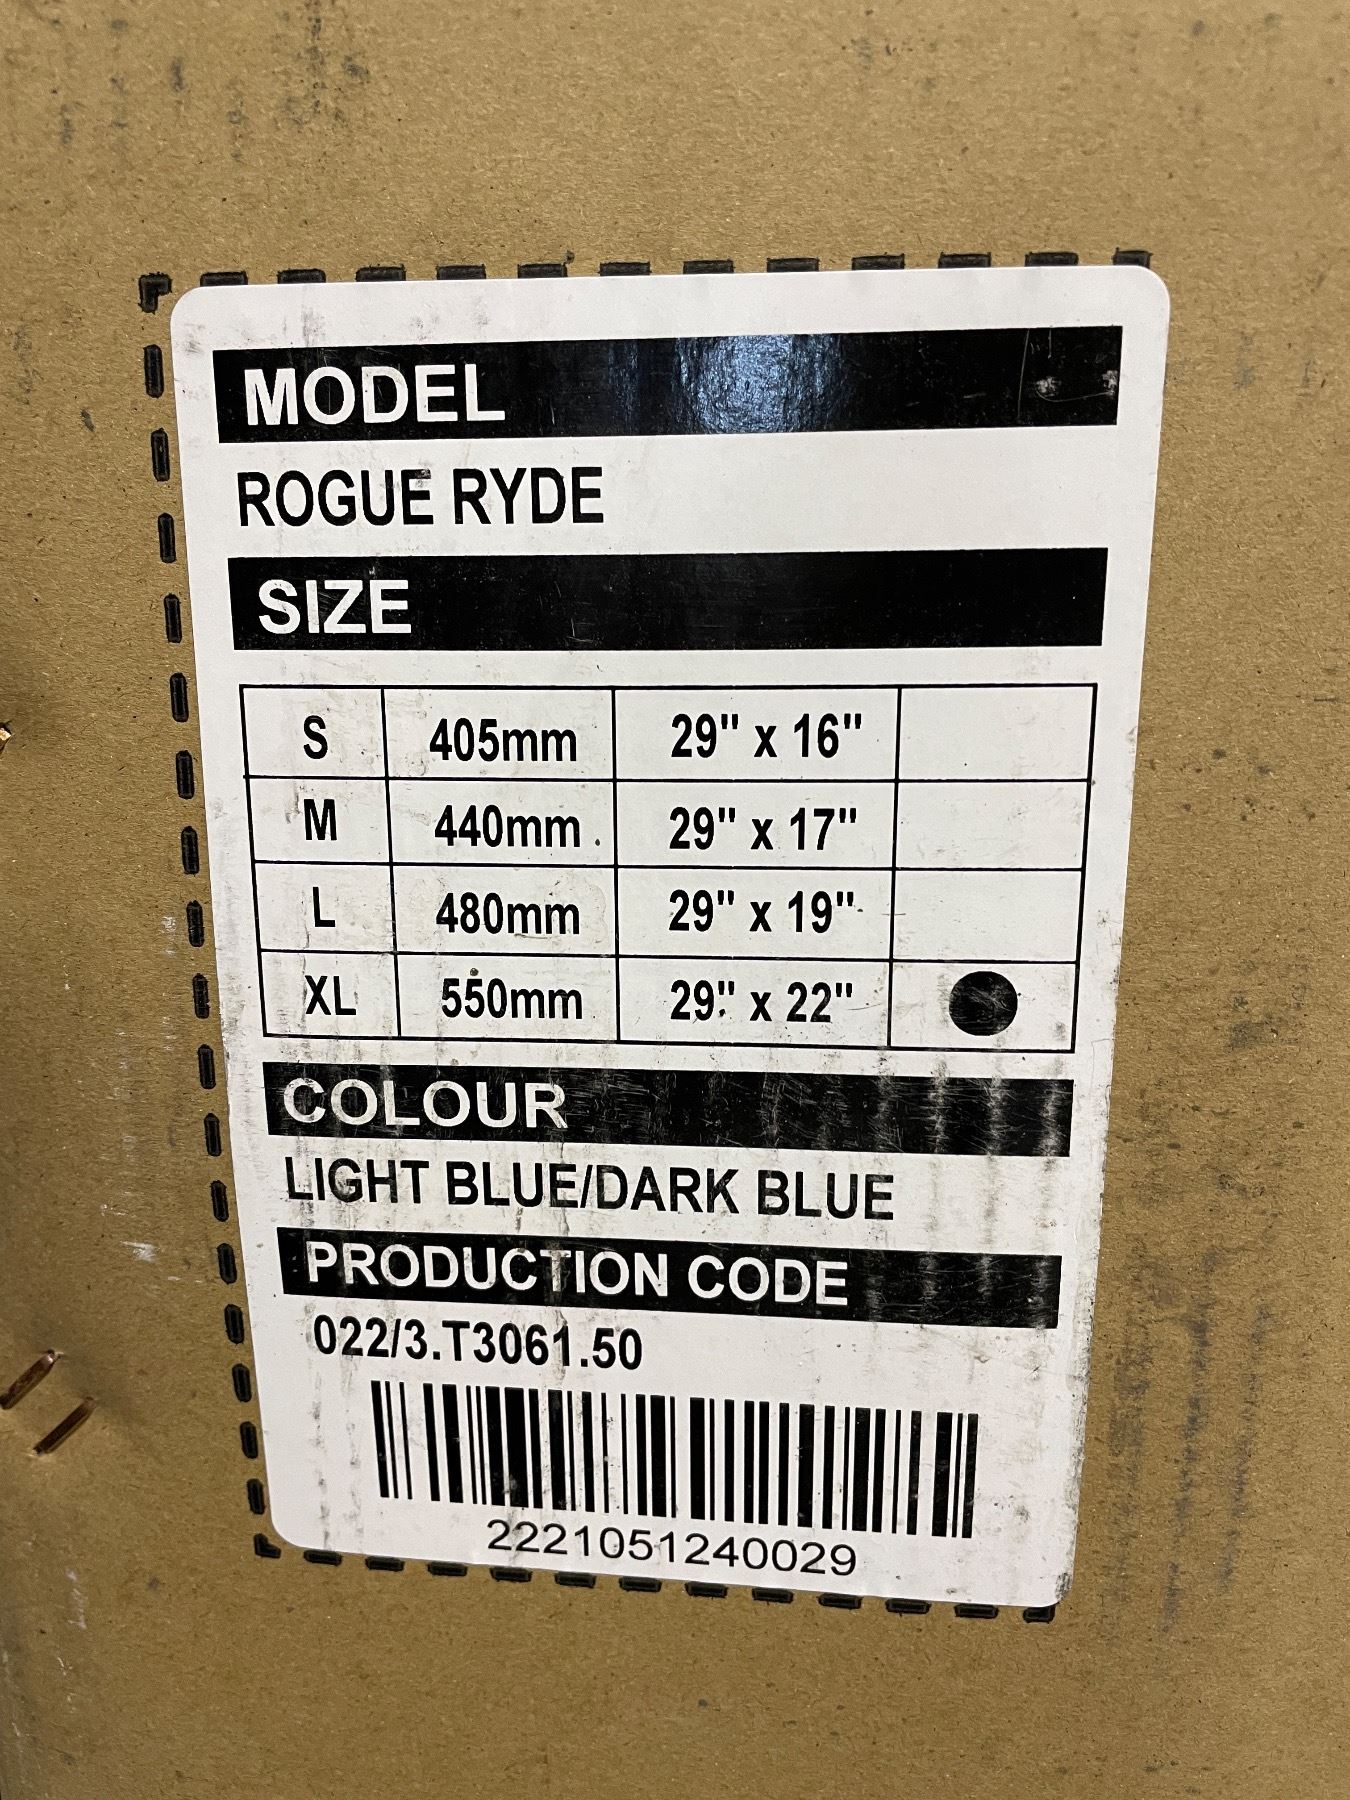 MODEL
ROGUE RYDE
SIZE
S 405mm 29" x 16"
M 440mm 29" x 17"
L 480mm 29" x 19"
XL 550mm 29" x 22"
COLOUR
LIGHT BLUE/DARK BLUE
PRODUCTION CODE
022/3.T3061.50
2221051240029